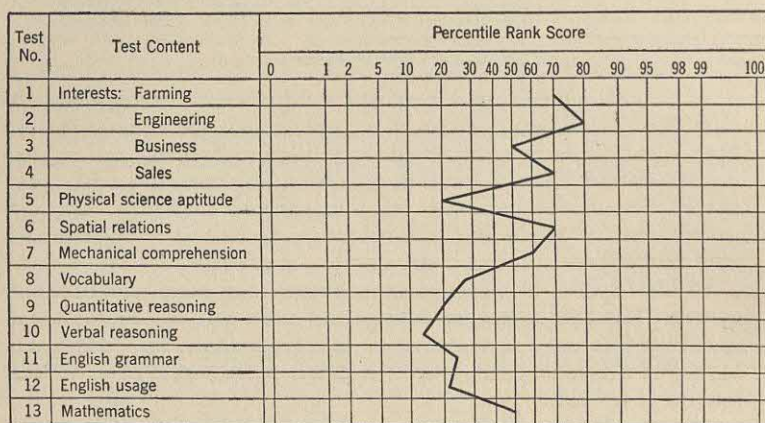 Test No. Test Content Percentile Rank Score
0 1 2 5 10 20 30 40 50 60 70 80 90 95 98 99 100
1 Interests: Farming
2 Engineering
3 Business
4 Sales
5 Physical science aptitude
6 Spatial relations
7 Mechanical comprehension
8 Vocabulary
9 Quantitative reasoning
10 Verbal reasoning
11 English grammar
12 English usage
13 Mathematics